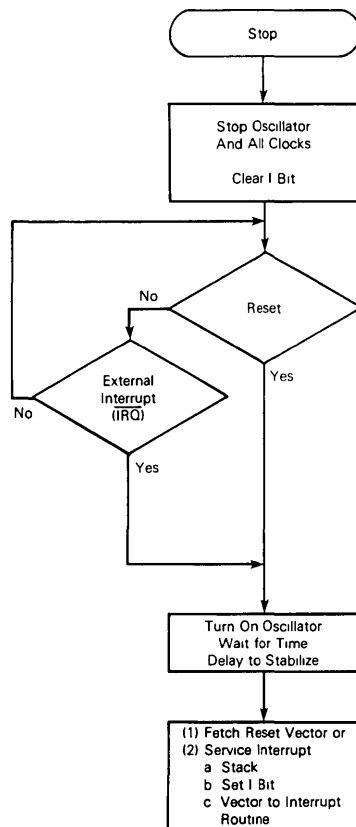 Stop
Stop Oscillator
And All Clocks
Clear I Bit
No
Reset
Yes
External
Interrupt
(IRQ)
No
Yes
Turn On Oscillator
Wait for Time
Delay to Stabilize
(1) Fetch Reset Vector or
(2) Service Interrupt
a Stack
b Set I Bit
c Vector to Interrupt
Routine